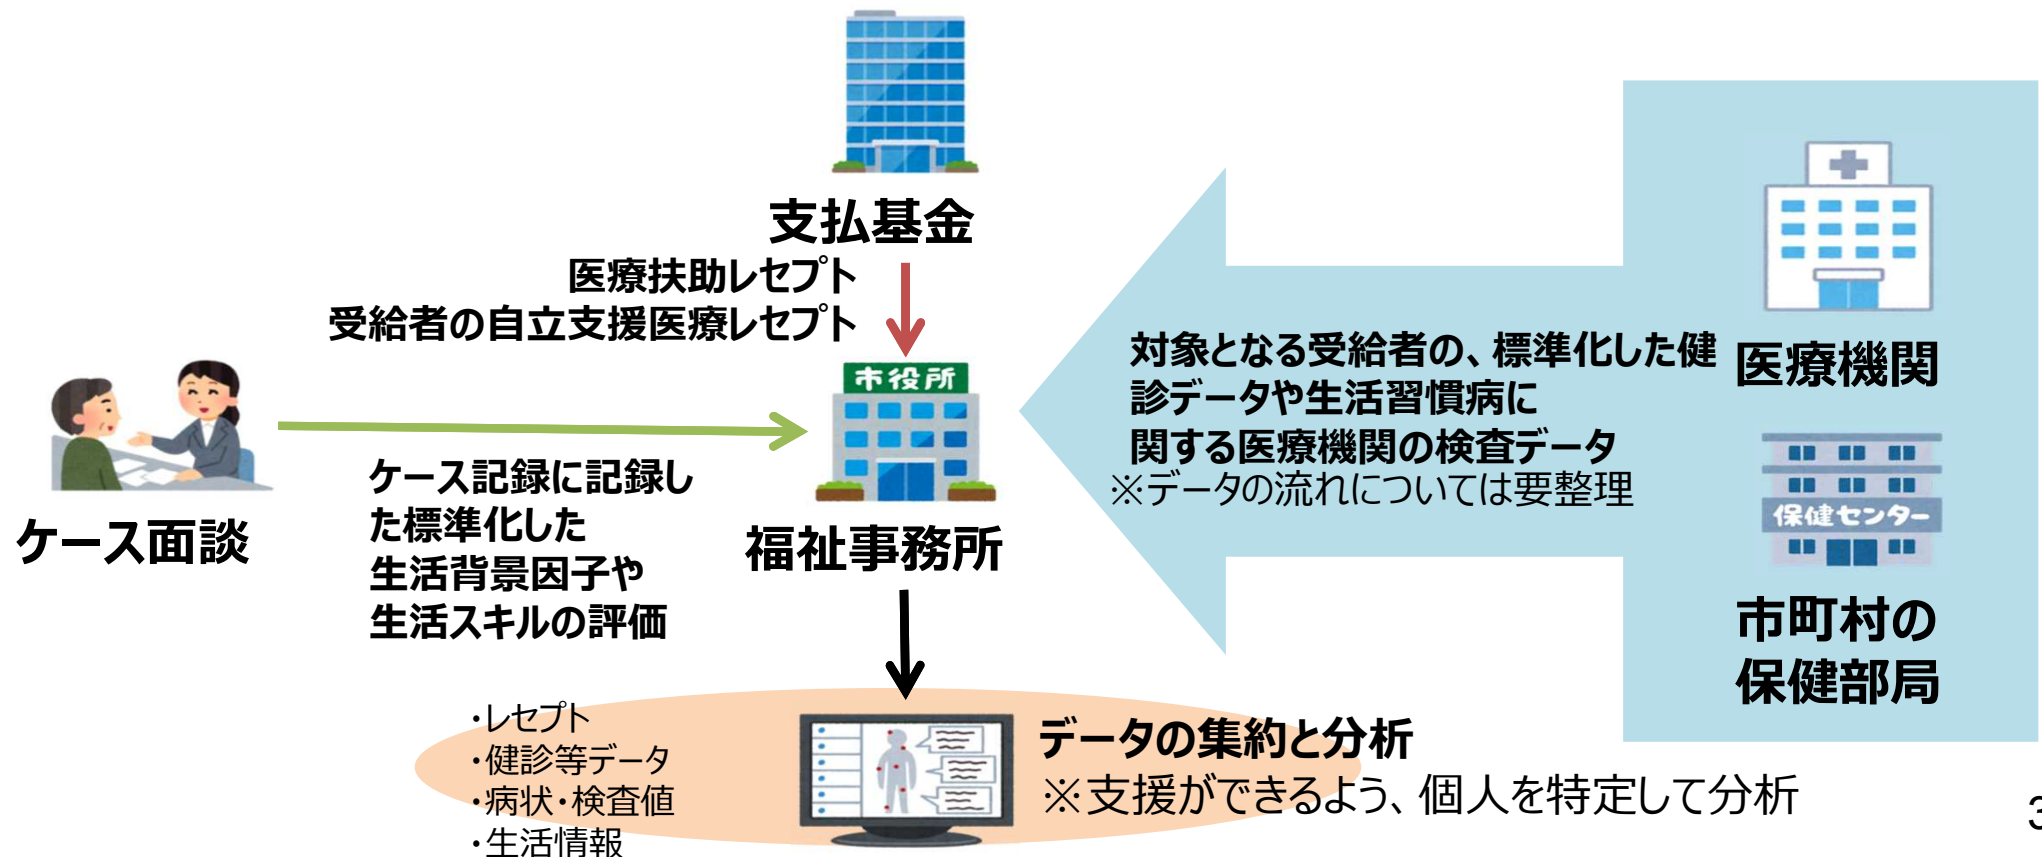 支払基金
医療扶助レセプト
受給者の自立支援医療レセプト
市役所
福祉事務所
ケース面談
ケース記録に記録し
た標準化した
生活背景因子や
生活スキルの評価
対象となる受給者の、標準化した健
診データや生活習慣病に
関する医療機関の検査データ
※データの流れについては要整理
医療機関
保健センター
市町村の
保健部局
・レセプト
・健診等データ
・病状・検査値
・生活情報
データの集約と分析
※支援ができるよう、個人を特定して分析
3